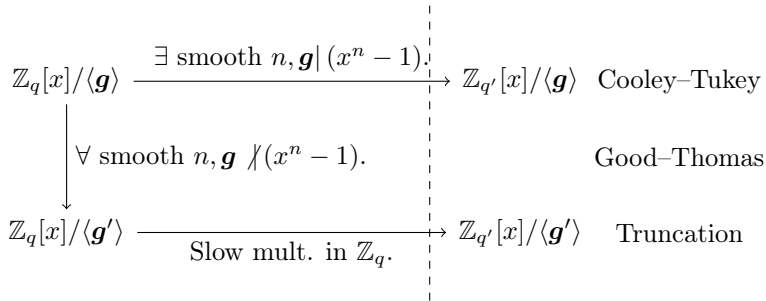 ℤ_q[x]/⟨g⟩ ∃ smooth n, g | (x^n − 1). ℤ_{q′}[x]/⟨g⟩ Cooley–Tukey
∀ smooth n, g ∤ (x^n − 1). Good–Thomas
ℤ_q[x]/⟨g′⟩ Slow mult. in ℤ_q. ℤ_{q′}[x]/⟨g′⟩ Truncation